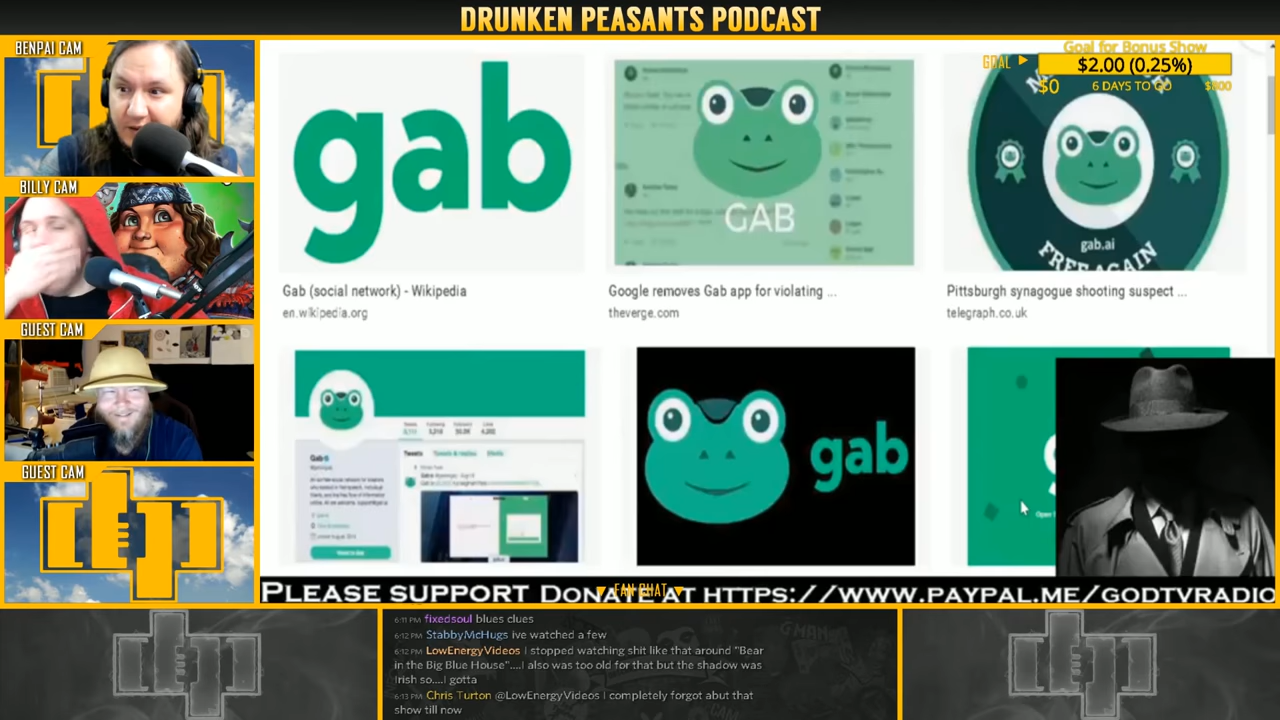 DRUNKEN PEASANTS PODCAST
BENPAI CAM
BILLY CAM
GUEST CAM
GUEST CAM
Goal for Bonus Show
GOAL
$2.00 (0.25%)
$0
6 DAYS TO GO
$800
gab
Gab (social network) - Wikipedia
en.wikipedia.org
GAB
Google removes Gab app for violating ...
theverge.com
gab.ai
FREE AGAIN
Pittsburgh synagogue shooting suspect ...
telegraph.co.uk
Gab
Tweets
Tweets & replies
gab
PLEASE SUPPORT DONATE AT HTTPS://WWW.PAYPAL.ME/GODTVRADIO
FAN CHAT
6:11 PM fixedsoul blues clues
6:12 PM StabbyMcHugs ive watched a few
6:12 PM LowEnergyVideos I stopped watching shit like that around "Bear
in the Big Blue House"....I also was too old for that but the shadow was
Irish so....I gotta
6:13 PM Chris Turton @LowEnergyVideos I completely forgot abut that
show till now